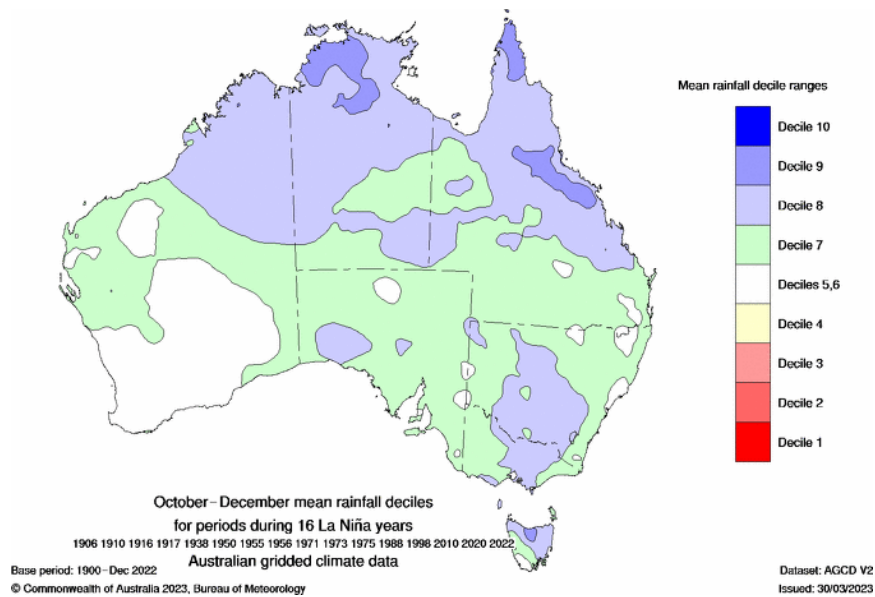 Mean rainfall decile ranges
Decile 10
Decile 9
Decile 8
Decile 7
Deciles 5,6
Decile 4
Decile 3
Decile 2
Decile 1
October–December mean rainfall deciles
for periods during 16 La Niña years
1906 1910 1916 1917 1938 1950 1955 1956 1971 1973 1975 1988 1998 2010 2020 2022
Australian gridded climate data
Base period: 1900–Dec 2022
© Commonwealth of Australia 2023, Bureau of Meteorology
Dataset: AGCD V2
Issued: 30/03/2023